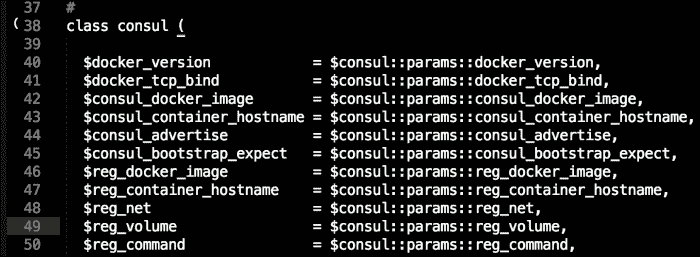 37 #
38 class consul (
39
40 $docker_version = $consul::params::docker_version,
41 $docker_tcp_bind = $consul::params::docker_tcp_bind,
42 $consul_docker_image = $consul::params::consul_docker_image,
43 $consul_container_hostname = $consul::params::consul_container_hostname,
44 $consul_advertise = $consul::params::consul_advertise,
45 $consul_bootstrap_expect = $consul::params::consul_bootstrap_expect,
46 $reg_docker_image = $consul::params::reg_docker_image,
47 $reg_container_hostname = $consul::params::reg_container_hostname,
48 $reg_net = $consul::params::reg_net,
49 $reg_volume = $consul::params::reg_volume,
50 $reg_command = $consul::params::reg_command,